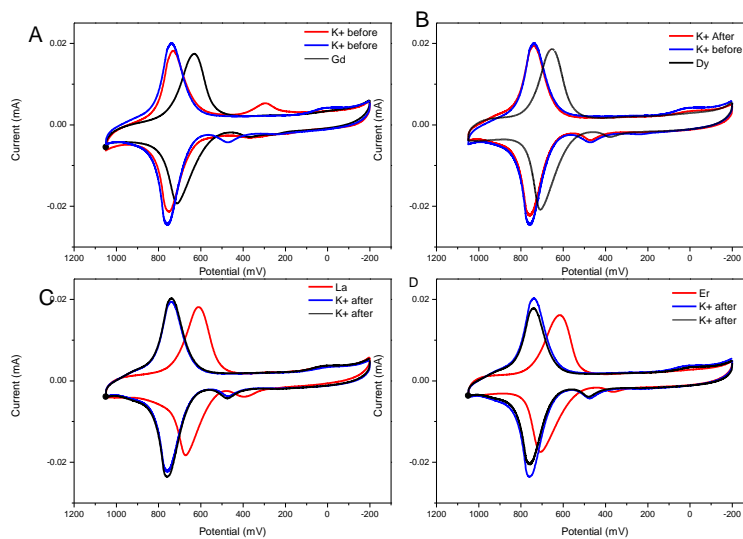 A
K+ before
K+ before
Gd
0.02
0.00
-0.02
Current (mA)
1200 1000 800 600 400 200 0 -200
Potential (mV)
B
K+ After
K+ before
Dy
0.02
0.00
-0.02
Current (mA)
1200 1000 800 600 400 200 0 -200
Potential (mV)
C
La
K+ after
K+ after
0.02
0.00
-0.02
Current (mA)
1200 1000 800 600 400 200 0 -200
Potential (mV)
D
Er
K+ after
K+ after
0.02
0.00
-0.02
Current (mA)
1200 1000 800 600 400 200 0 -200
Potential (mV)